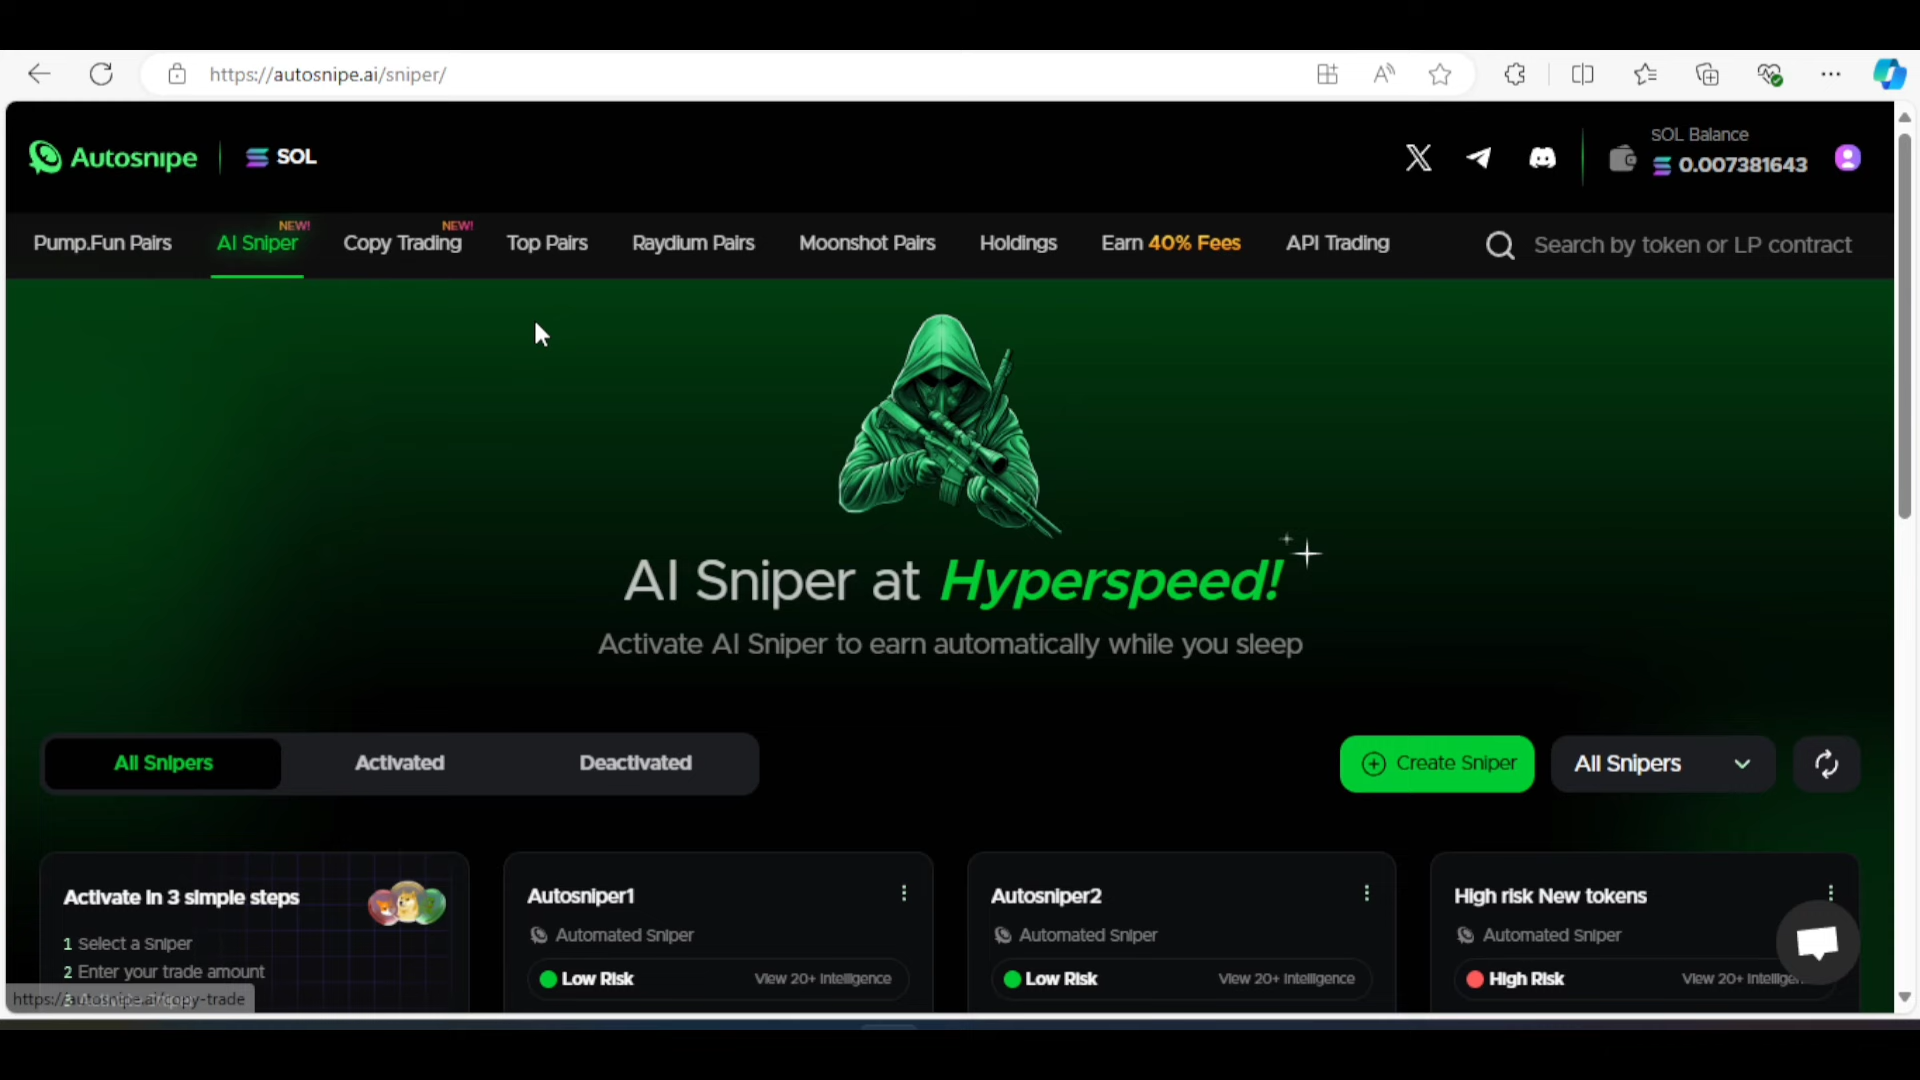 https://autosnipe.ai/sniper/
Autosnipe
SOL
SOL Balance
0.007381643
Pump.Fun Pairs
AI Sniper
NEW!
Copy Trading
NEW!
Top Pairs
Raydium Pairs
Moonshot Pairs
Holdings
Earn 40% Fees
API Trading
Search by token or LP contract
AI Sniper at Hyperspeed!
Activate AI Sniper to earn automatically while you sleep
All Snipers
Activated
Deactivated
Create Sniper
All Snipers
Activate in 3 simple steps
1 Select a Sniper
2 Enter your trade amount
Autosniper1
Automated Sniper
Low Risk
View 20+ Intelligence
Autosniper2
Automated Sniper
Low Risk
View 20+ Intelligence
High risk New tokens
Automated Sniper
High Risk
View 20+
https://autosnipe.ai/copy-trade